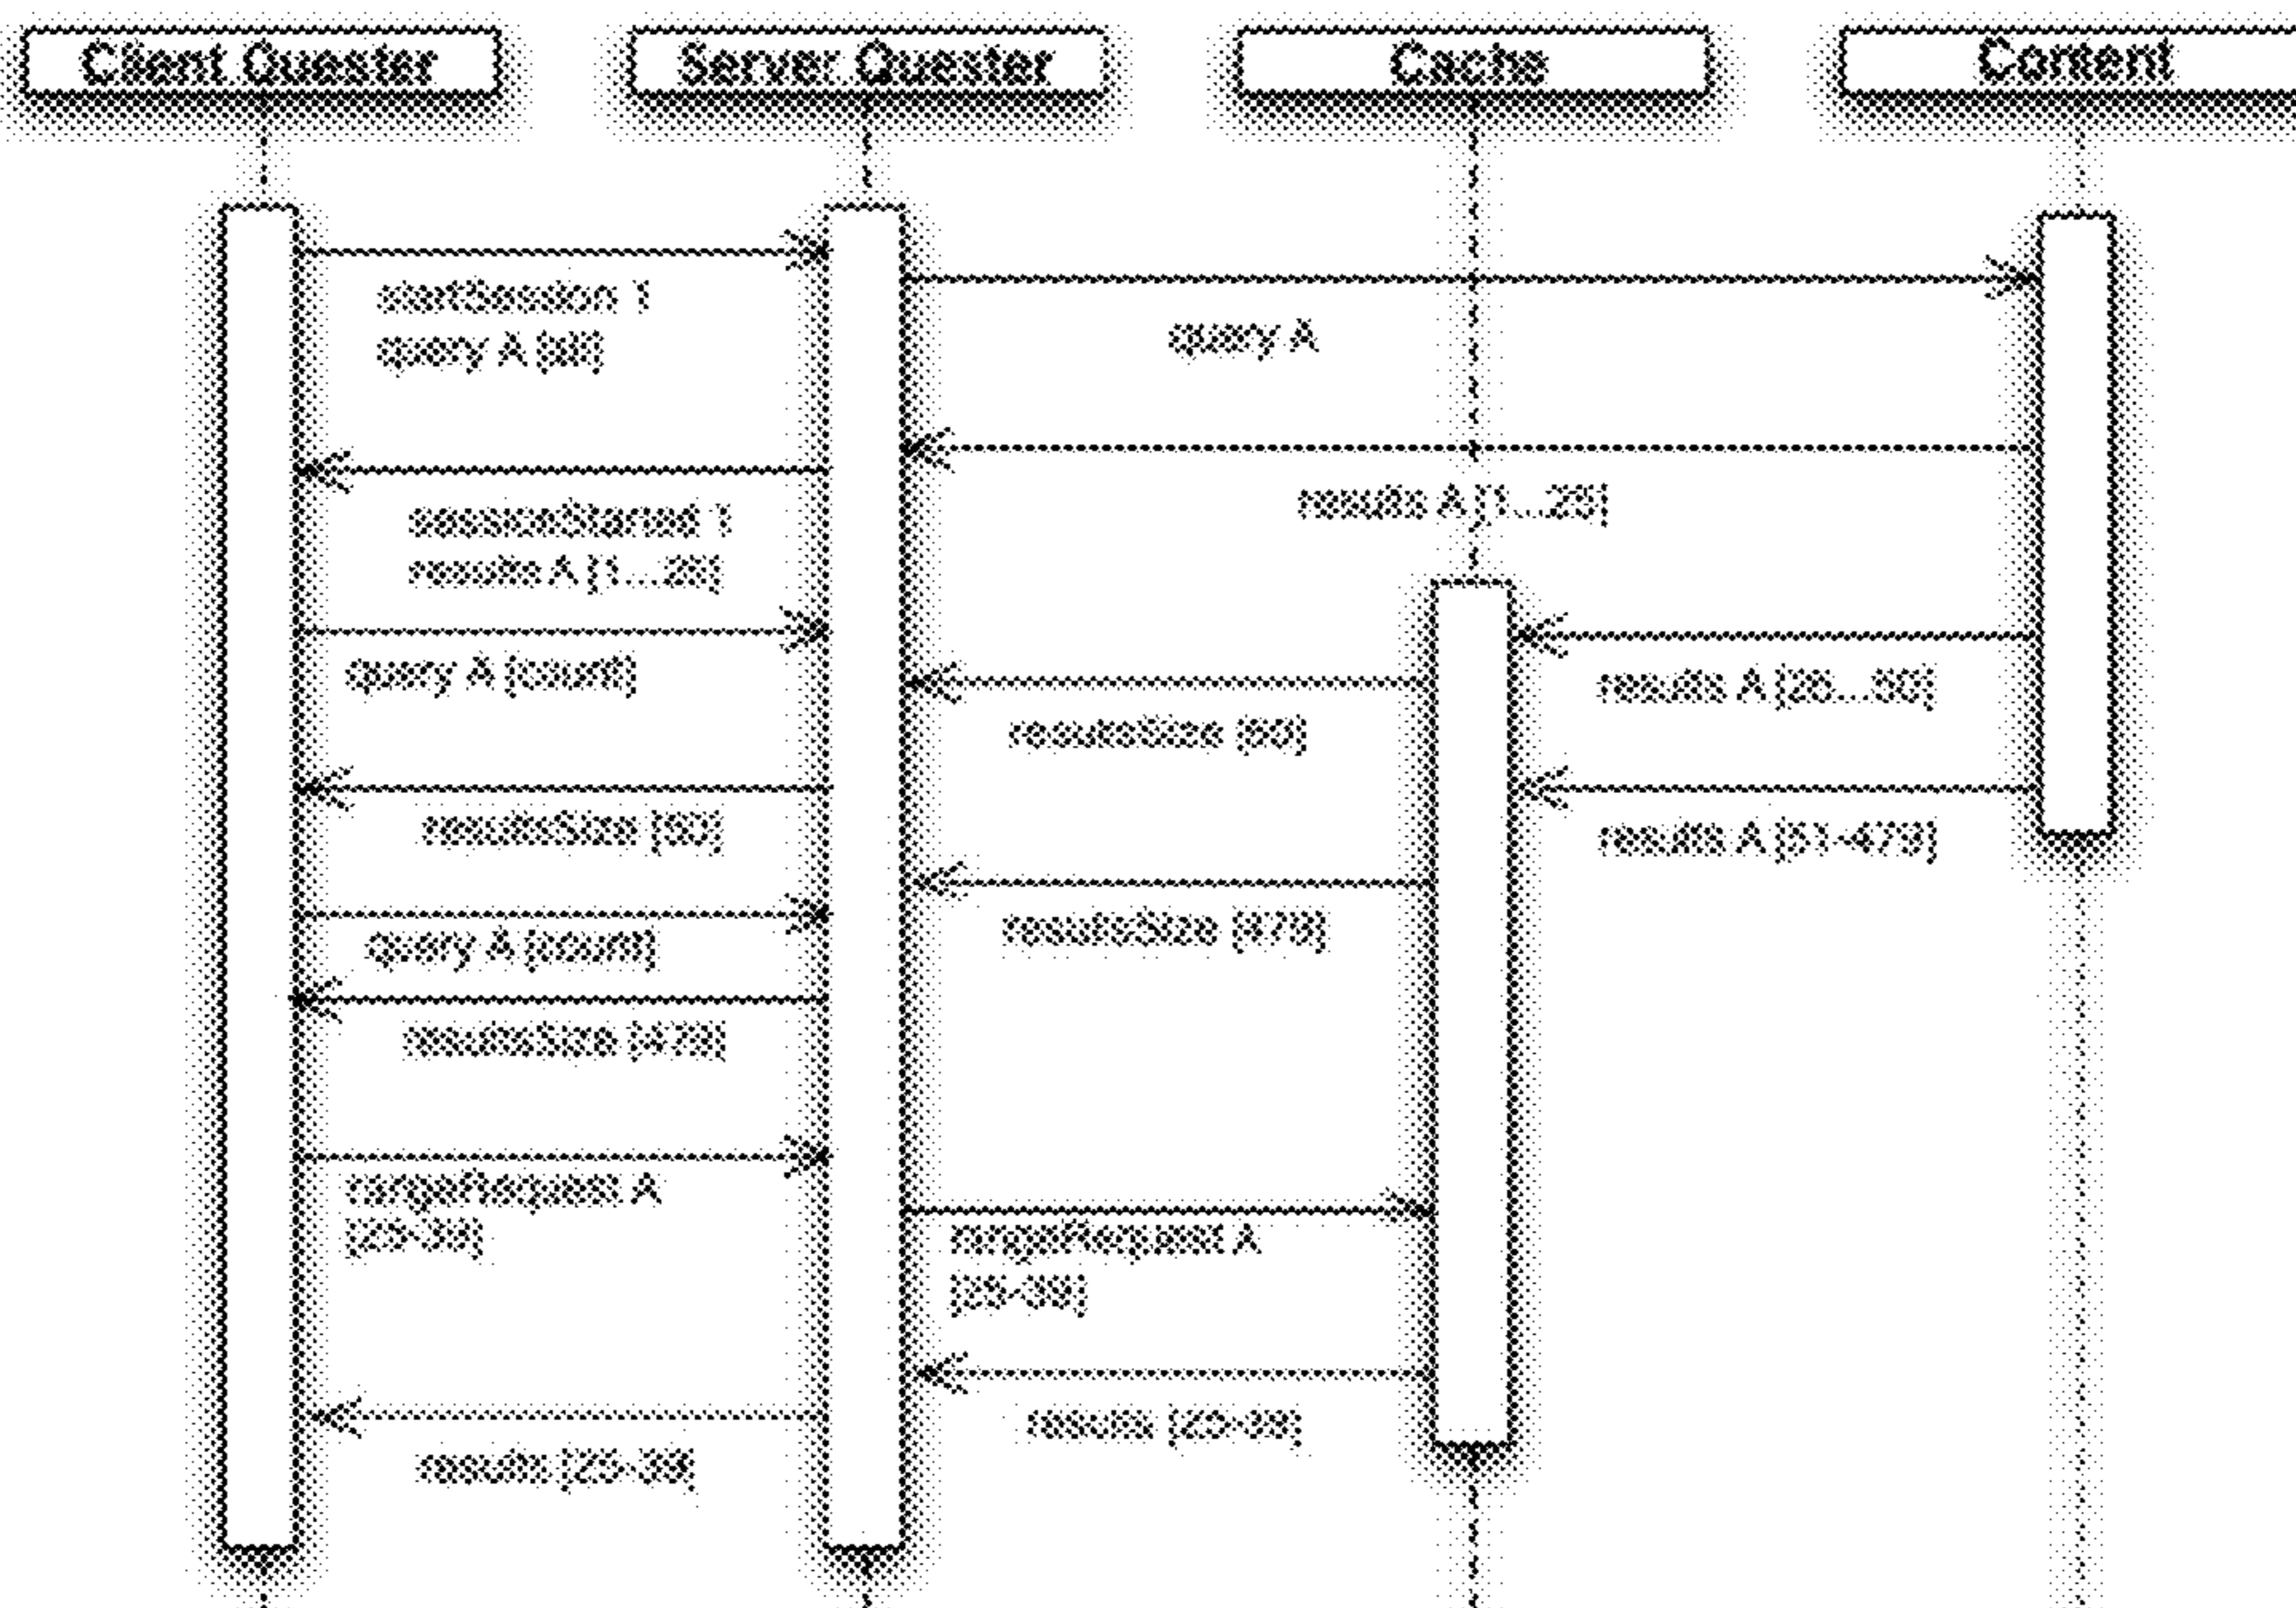 Client Quester
Server Quester
Cache
Content
startSession 1
query A [all]
query A
results A [1...25]
sessionStarted 1
results A [1...25]
query A [count]
results A [26...50]
resultsSize [50]
resultsSize [50]
results A [51-479]
resultsSize [479]
query A [count]
resultsSize [479]
rangeRequest A
[25-39]
rangeRequest A
[25-39]
results [25-39]
results [25-39]